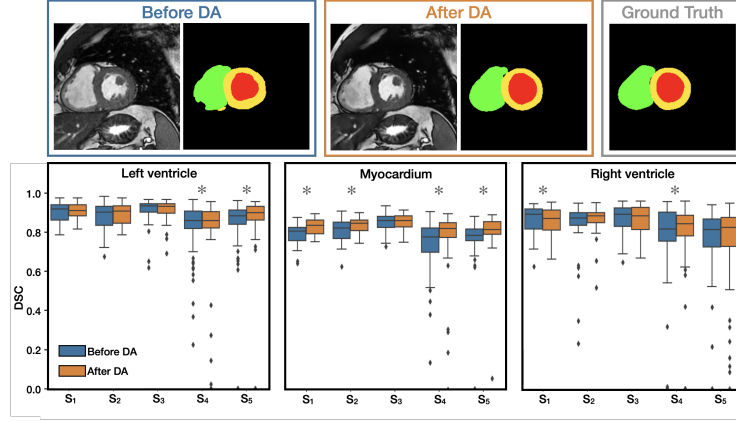 Before DA
After DA
Ground Truth
Left ventricle
Myocardium
Right ventricle
DSC
1.0
0.8
0.6
0.4
0.2
0.0
* *
* * * *
* *
Before DA
After DA
S1 S2 S3 S4 S5
S1 S2 S3 S4 S5
S1 S2 S3 S4 S5